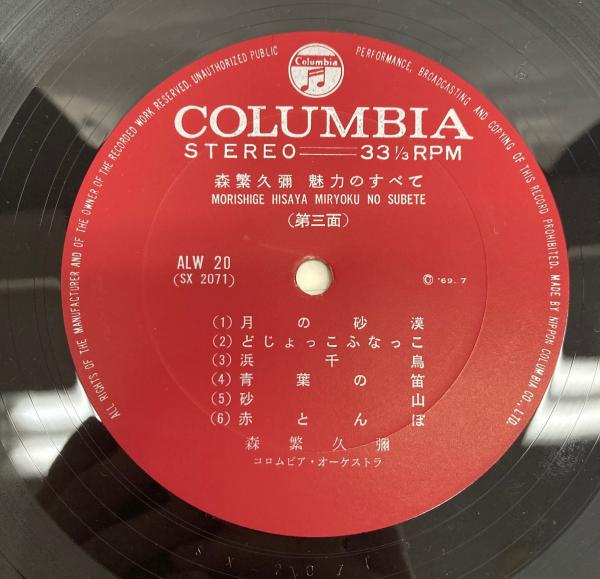 Columbia
ALL RIGHTS OF THE MANUFACTURER AND OF THE OWNER OF THE RECORDED WORK RESERVED. UNAUTHORIZED PUBLIC PERFORMANCE, BROADCASTING AND COPYING OF THIS RECORD PROHIBITED. MADE BY NIPPON COLUMBIA CO., LTD.
COLUMBIA
STEREO 33 1/3 RPM
森繁久彌 魅力のすべて
MORISHIGE HISAYA MIRYOKU NO SUBETE
(第三面)
ALW 20
(SX 2071)
Ⓒ '69.7
(1) 月の砂漠
(2) どじょっこふなっこ
(3) 浜千鳥
(4) 青葉の笛
(5) 砂山
(6) 赤とんぼ
森繁久彌
コロムビア・オーケストラ